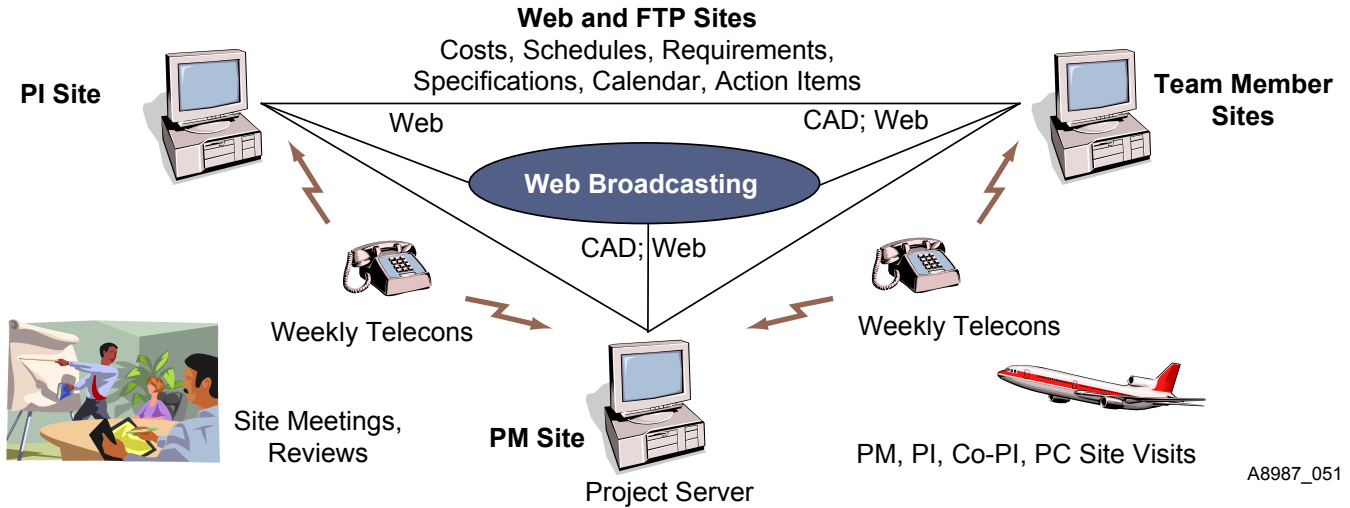 Web and FTP Sites
Costs, Schedules, Requirements,
Specifications, Calendar, Action Items
PI Site
Team Member
Sites
Web
CAD; Web
Web Broadcasting
CAD; Web
Weekly Telecons
Weekly Telecons
Site Meetings,
Reviews
PM Site
Project Server
PM, PI, Co-PI, PC Site Visits
A8987_051